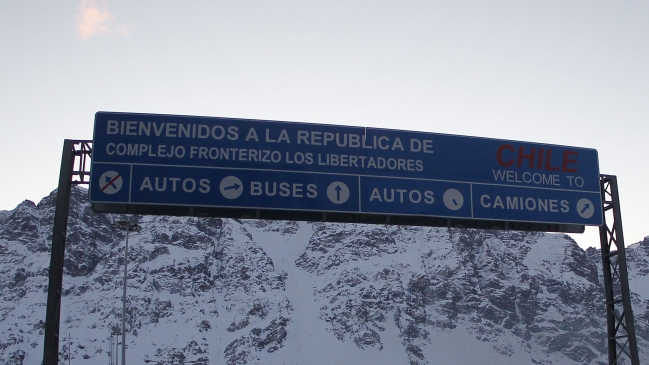 BIENVENIDOS A LA REPUBLICA DE
CHILE
COMPLEJO FRONTERIZO LOS LIBERTADORES
WELCOME TO
AUTOS BUSES AUTOS CAMIONES